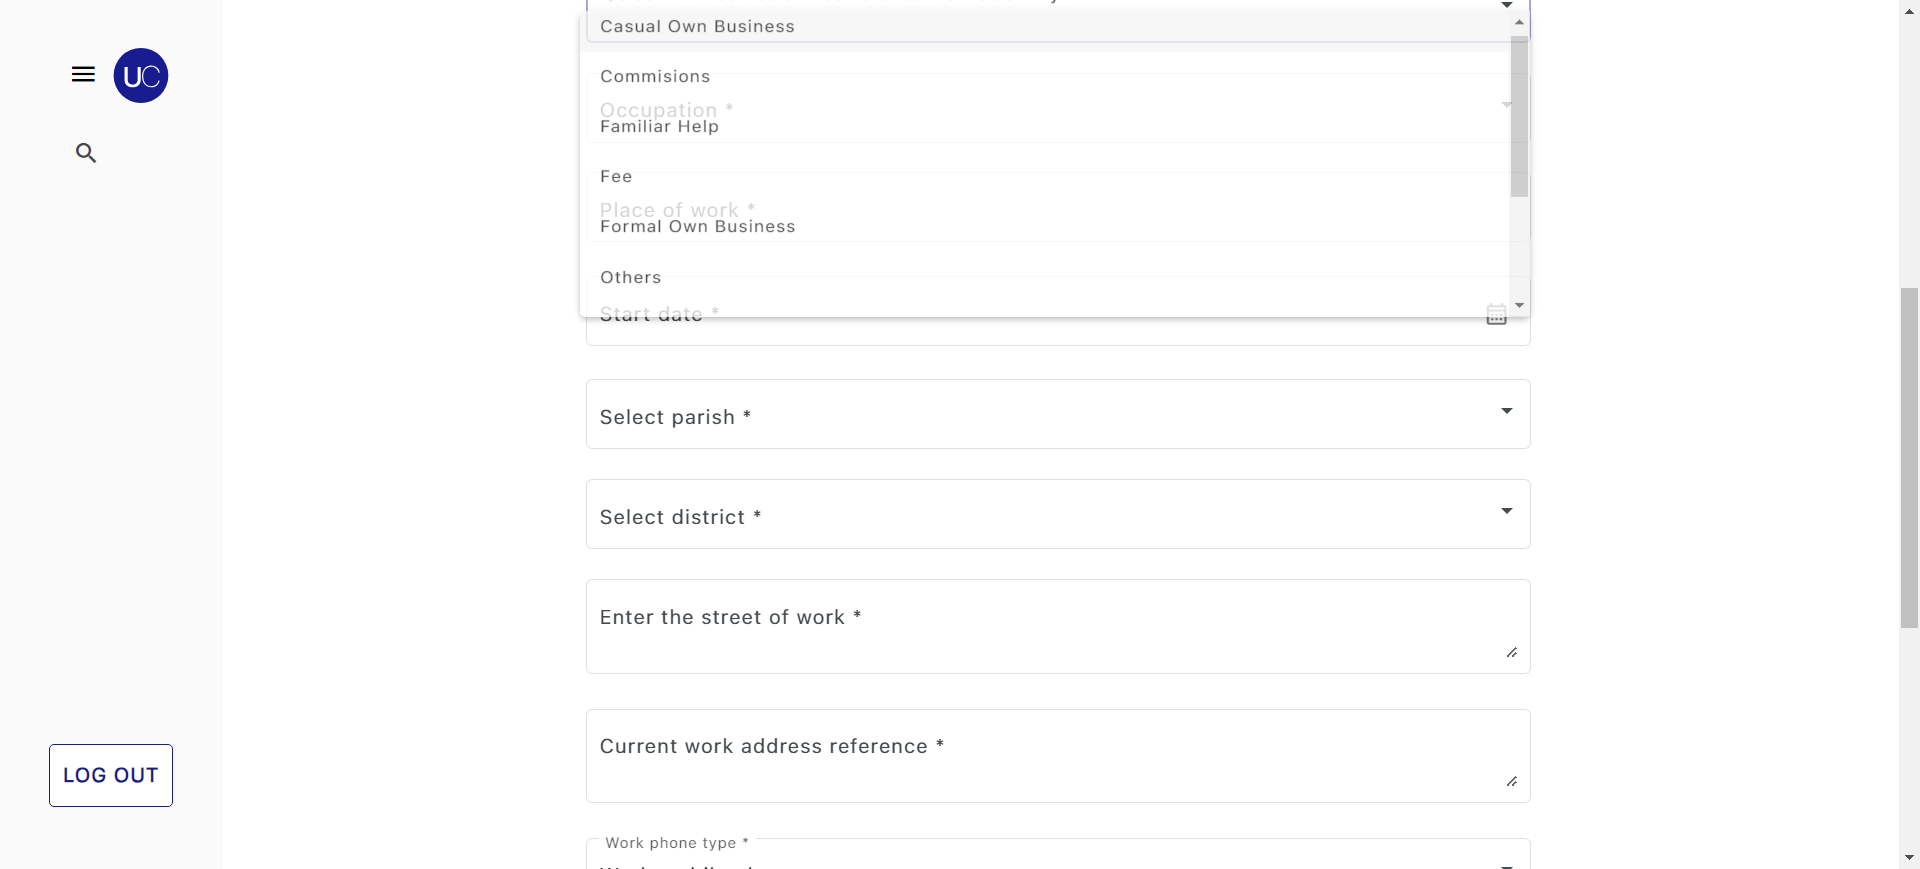 Casual Own Business
UC
Commisions
Occupation *
Familiar Help
Fee
Place of work *
Formal Own Business
Others
Start date *
Select parish *
Select district *
Enter the street of work *
Current work address reference *
LOG OUT
Work phone type *